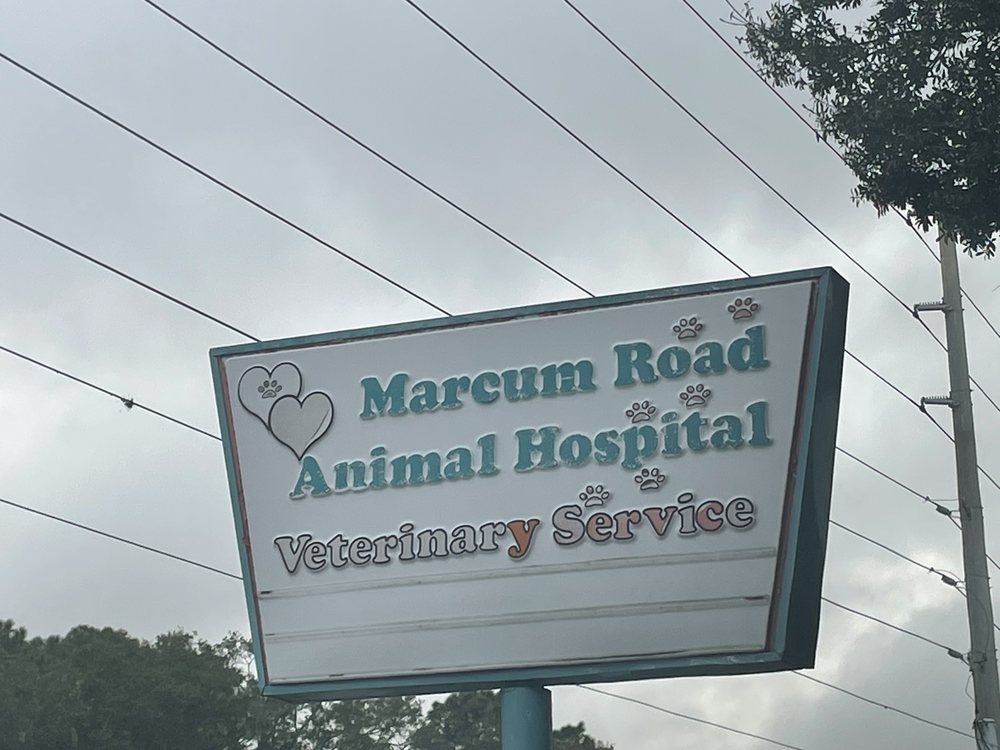 Marcum Road
Animal Hospital
Veterinary Service